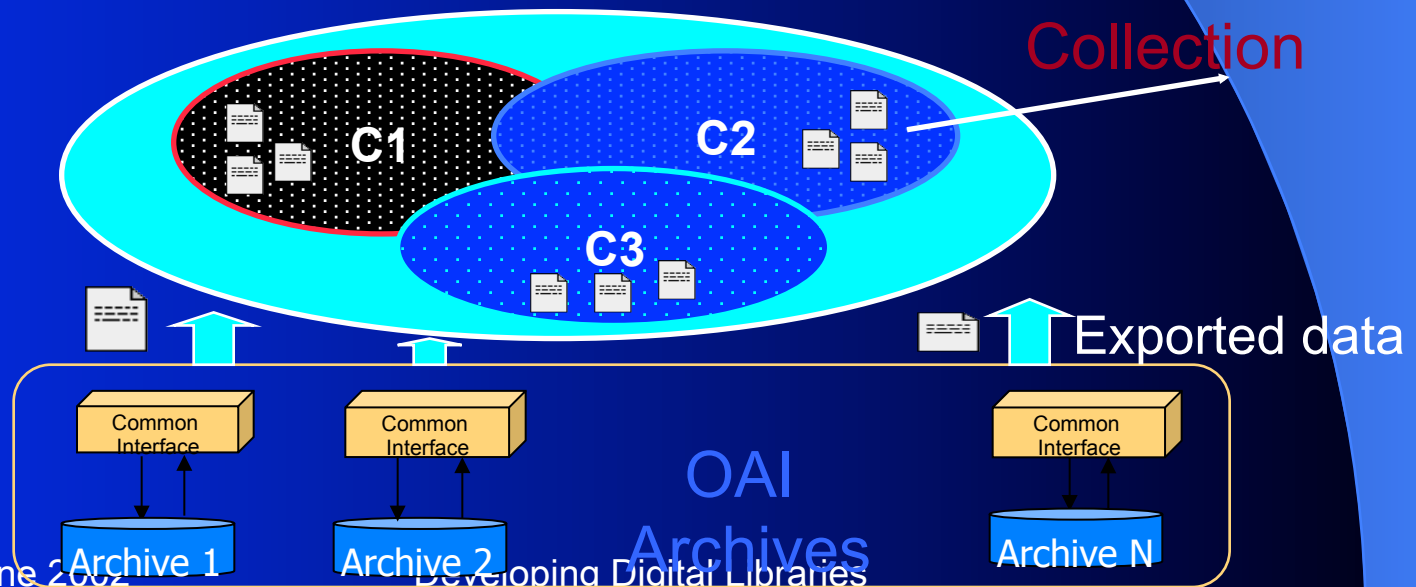 Collection
C1
C2
C3
Exported data
Common
Interface
Common
Interface
Common
Interface
OAI
Archives
Archive 1
Archive 2
Archive N
2002
Developing Digital Libraries